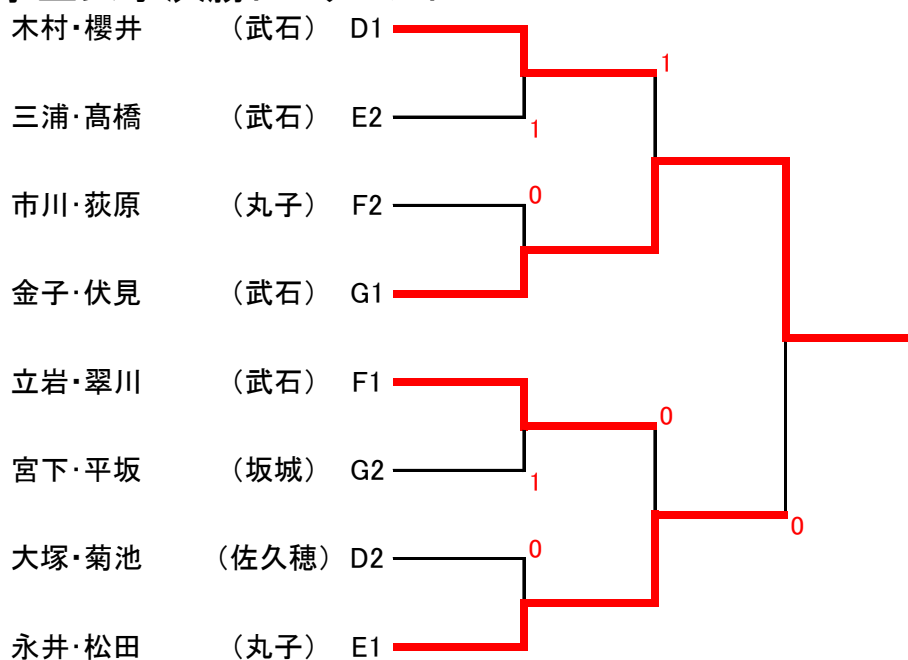 木村・櫻井 （武石） D1
1
三浦・髙橋 （武石） E2
1
市川・荻原 （丸子） F2
0
金子・伏見 （武石） G1
立岩・翠川 （武石） F1
0
宮下・平坂 （坂城） G2
1
大塚・菊池 （佐久穂） D2
0
0
永井・松田 （丸子） E1